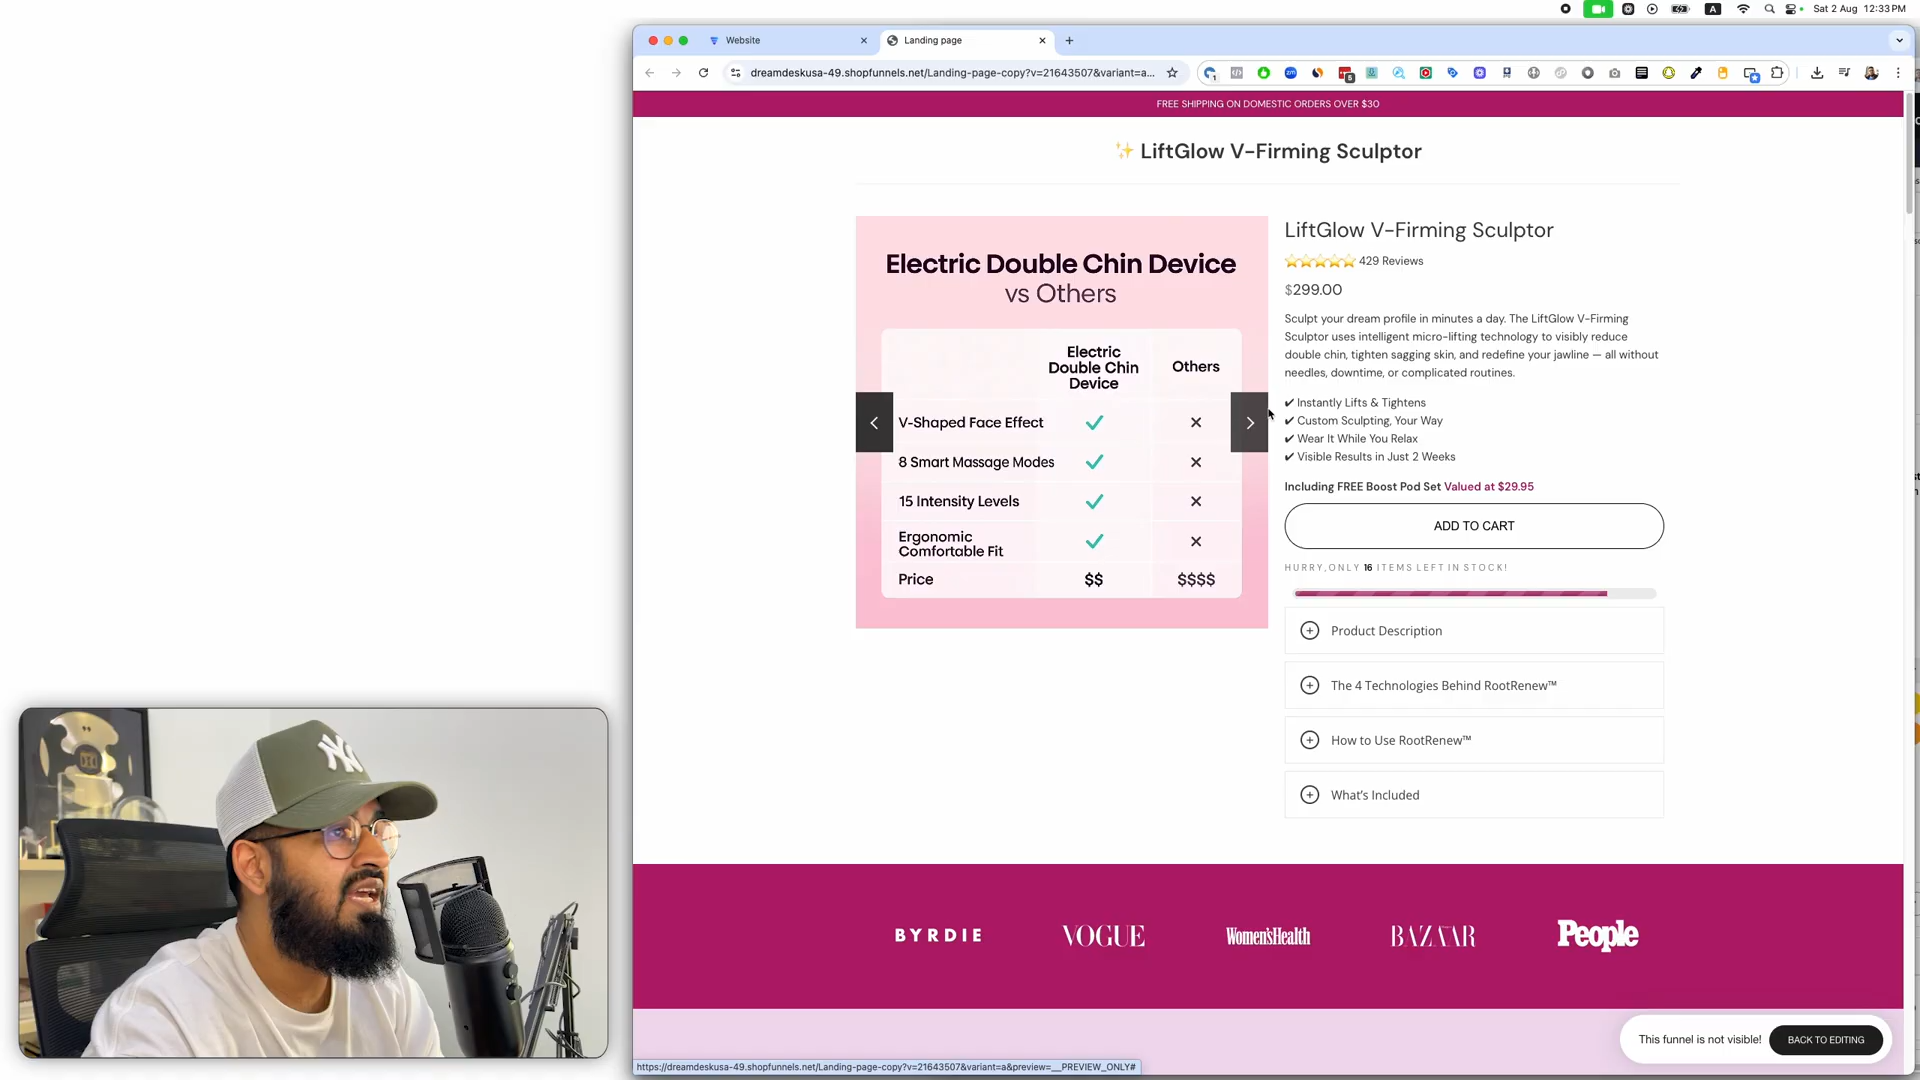 Sat 2 Aug 12:33 PM
Website
Landing page
dreamdeskusa-49.shopfunnels.net/Landing-page-copy?v=21643507&variant=a...
FREE SHIPPING ON DOMESTIC ORDERS OVER $30
✨ LiftGlow V-Firming Sculptor
Electric Double Chin Device
vs Others
Electric
Double Chin
Device
Others
V-Shaped Face Effect
8 Smart Massage Modes
15 Intensity Levels
Ergonomic
Comfortable Fit
Price $$ $$$$
LiftGlow V-Firming Sculptor
429 Reviews
$299.00
Sculpt your dream profile in minutes a day. The LiftGlow V-Firming
Sculptor uses intelligent micro-lifting technology to visibly reduce
double chin, tighten sagging skin, and redefine your jawline — all without
needles, downtime, or complicated routines.
✔ Instantly Lifts & Tightens
✔ Custom Sculpting, Your Way
✔ Wear It While You Relax
✔ Visible Results in Just 2 Weeks
Including FREE Boost Pod Set Valued at $29.95
ADD TO CART
HURRY, ONLY 16 ITEMS LEFT IN STOCK!
Product Description
The 4 Technologies Behind RootRenew™
How to Use RootRenew™
What's Included
BYRDIE
VOGUE
Women'sHealth
BAZAAR
People
This funnel is not visible!
BACK TO EDITING
https://dreamdeskusa-49.shopfunnels.net/Landing-page-copy?v=21643507&variant=a&preview=__PREVIEW_ONLY#